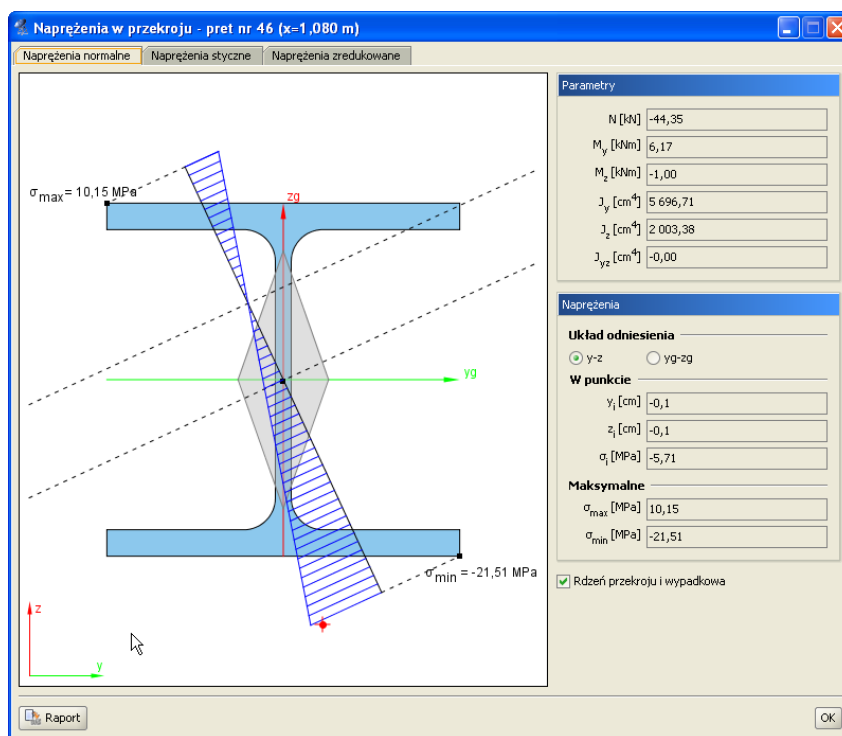 Naprężenia w przekroju - pret nr 46 (x=1,080 m)
Naprężenia normalne Naprężenia styczne Naprężenia zredukowane
σmax= 10,15 MPa
zg
yg
σmin = -21,51 MPa
z
y
Parametry
N [kN] -44,35
My [kNm] 6,17
Mz [kNm] -1,00
Jy [cm4] 5 696,71
Jz [cm4] 2 003,38
Jyz [cm4] -0,00
Naprężenia
Układ odniesienia
y-z yg-zg
W punkcie
yi [cm] -0,1
zi [cm] -0,1
σi [MPa] -5,71
Maksymalne
σmax [MPa] 10,15
σmin [MPa] -21,51
Rdzeń przekroju i wypadkowa
Raport OK